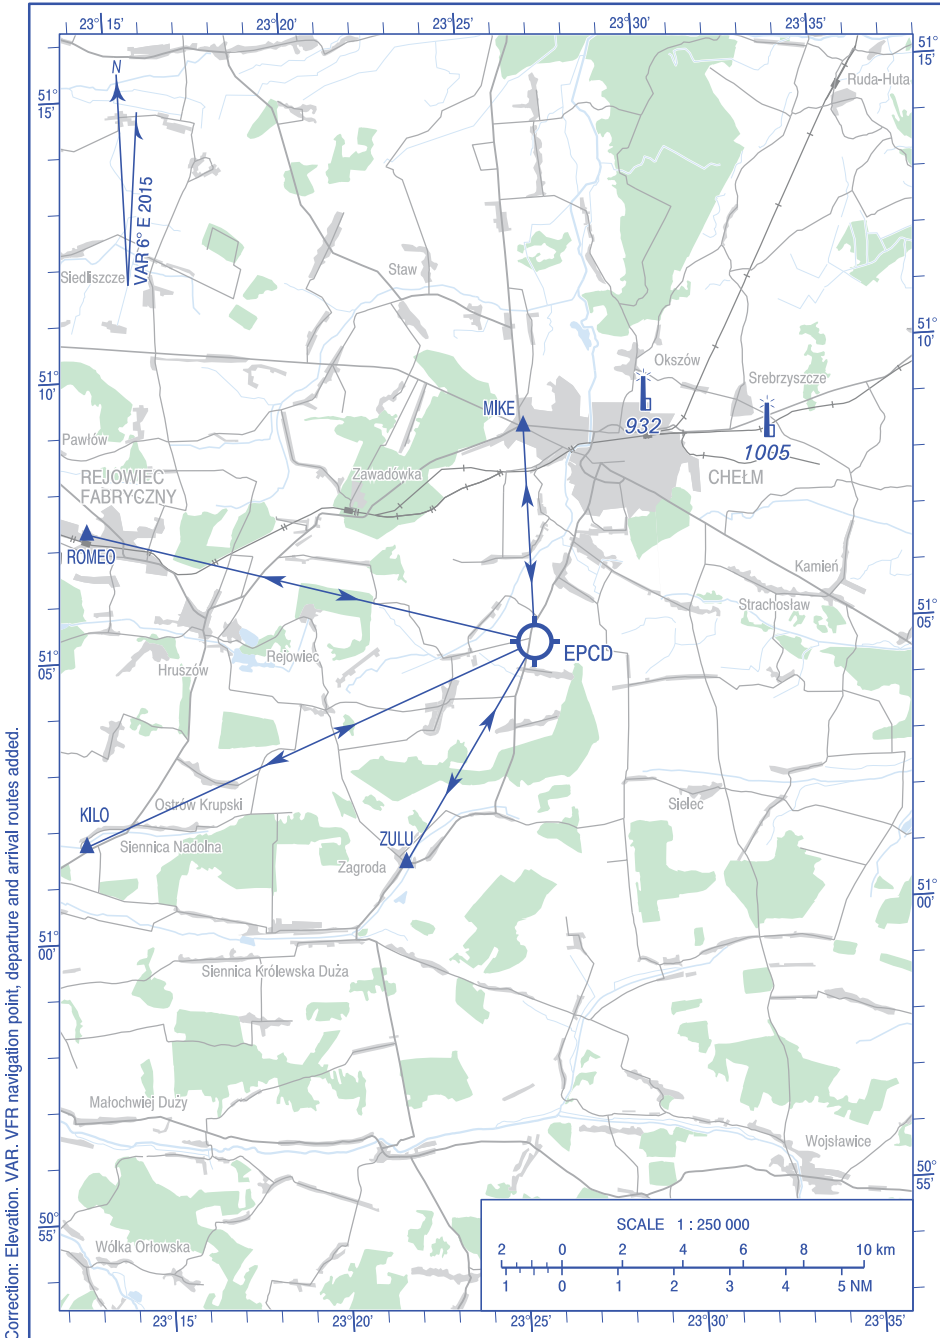 23° 15' 23° 20' 23° 25' 23° 30' 23° 35'
51° 15'
51° 15'
N
VAR 6° E 2015
Ruda-Huta
Siedliszcze
Staw
51° 10'
51° 10'
Okszów
Srebrzyszcze
MIKE
932
1005
Pawłów
REJOWIEC
FABRYCZNY
Zawadówka
CHEŁM
ROMEO
Kamień
Strachosław
51° 05'
51° 05'
EPCD
Rejowiec
Hruszów
Ostrów Krupski
Sielec
KILO
Siennica Nadolna
ZULU
Zagroda
51° 00'
51° 00'
Siennica Królewska Duża
Małochwiej Duży
Wojsławice
50° 55'
50° 55'
Wólka Orłowska
SCALE 1 : 250 000
2 0 2 4 6 8 10 km
1 0 1 2 3 4 5 NM
23° 15' 23° 20' 23° 25' 23° 30' 23° 35'
Correction: Elevation. VAR. VFR navigation point, departure and arrival routes added.